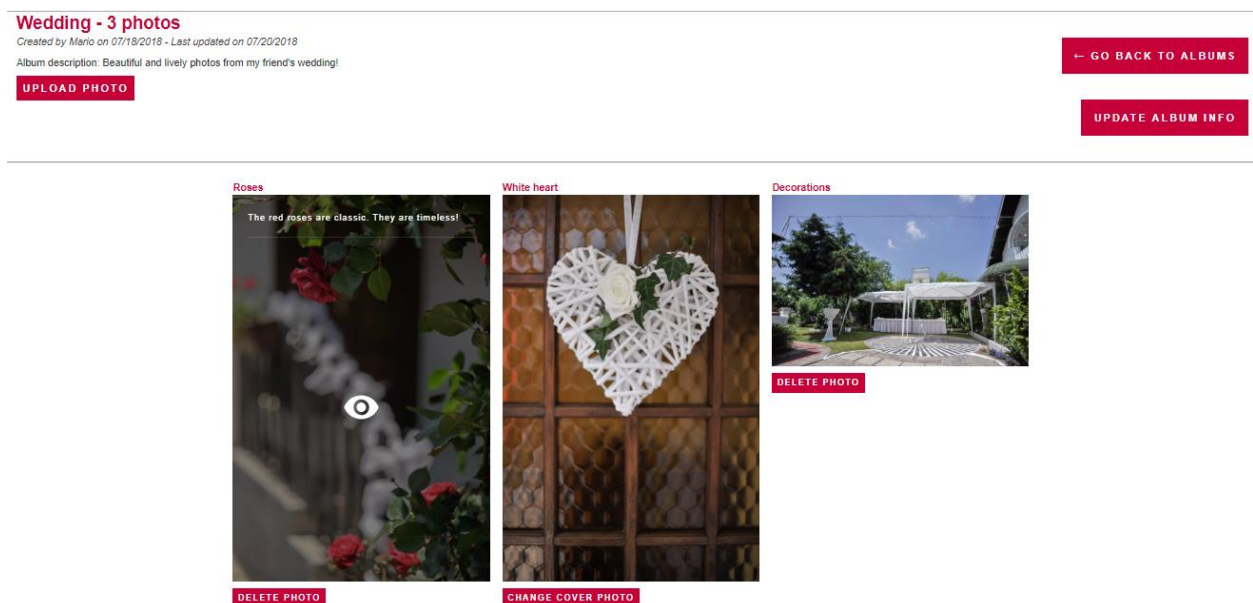 Wedding - 3 photos
Created by Mario on 07/18/2018 - Last updated on 07/20/2018
Album description: Beautiful and lively photos from my friend's wedding!
UPLOAD PHOTO
← GO BACK TO ALBUMS
UPDATE ALBUM INFO
Roses
The red roses are classic. They are timeless!
DELETE PHOTO
White heart
CHANGE COVER PHOTO
Decorations
DELETE PHOTO